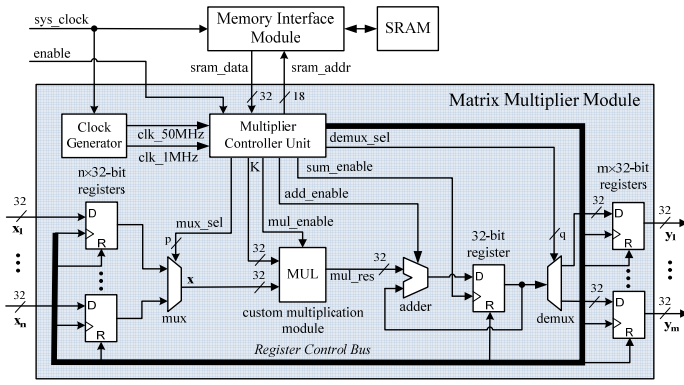 sys_clock
Memory Interface
Module
SRAM
enable
sram_data
sram_addr
32
18
Matrix Multiplier Module
Clock
Generator
clk_50MHz
clk_1MHz
Multiplier
Controller Unit
demux_sel
sum_enable
add_enable
mul_enable
K
mux_sel
n×32-bit
registers
m×32-bit
registers
32
x₁
D
R
p
32
32
x
MUL
mul_res
32
32-bit
register
D
R
q
32
D
R
32
y₁
32
xₙ
D
R
mux
custom multiplication
module
adder
demux
32
D
R
32
yₘ
Register Control Bus